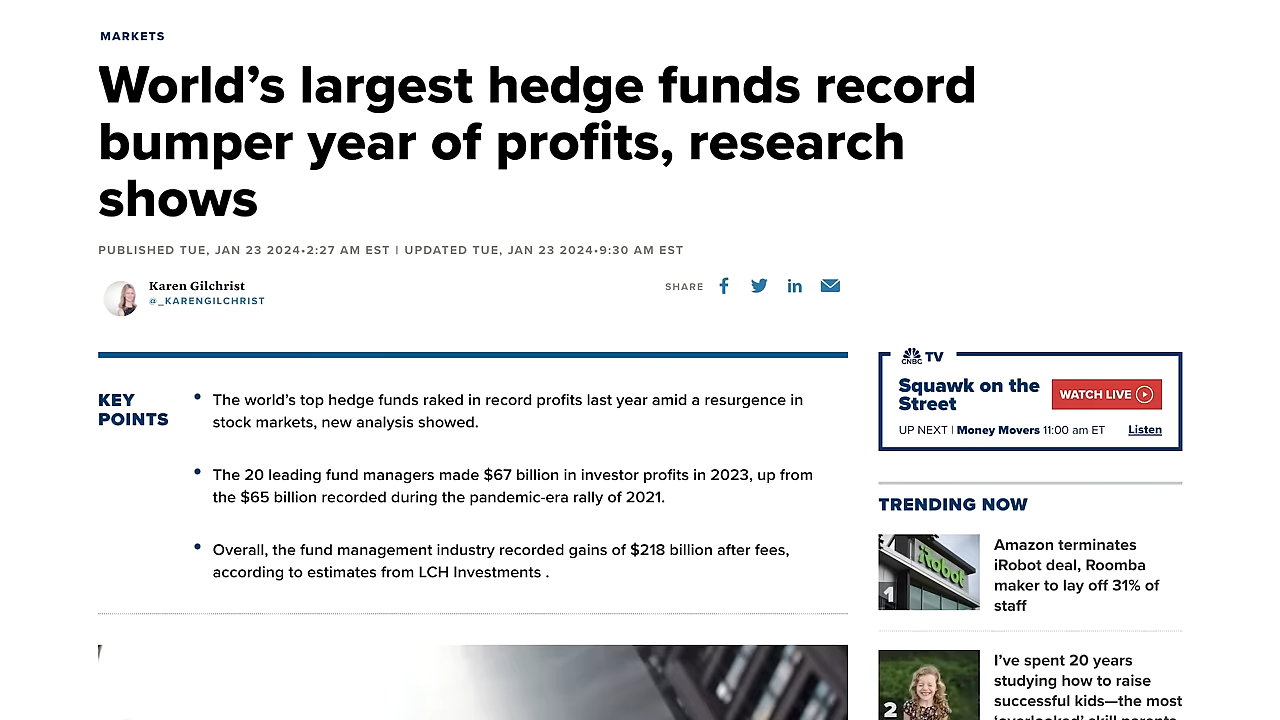 MARKETS
World’s largest hedge funds record
bumper year of profits, research
shows
PUBLISHED TUE, JAN 23 2024•2:27 AM EST | UPDATED TUE, JAN 23 2024•9:30 AM EST
Karen Gilchrist
@_KARENGILCHRIST
SHARE
KEY
POINTS
The world’s top hedge funds raked in record profits last year amid a resurgence in
stock markets, new analysis showed.
The 20 leading fund managers made $67 billion in investor profits in 2023, up from
the $65 billion recorded during the pandemic-era rally of 2021.
Overall, the fund management industry recorded gains of $218 billion after fees,
according to estimates from LCH Investments .
CNBC TV
Squawk on the
Street
WATCH LIVE
UP NEXT | Money Movers 11:00 am ET
Listen
TRENDING NOW
iRobot
1
Amazon terminates
iRobot deal, Roomba
maker to lay off 31% of
staff
2
I’ve spent 20 years
studying how to raise
successful kids—the most
‘overlooked’ skill parents